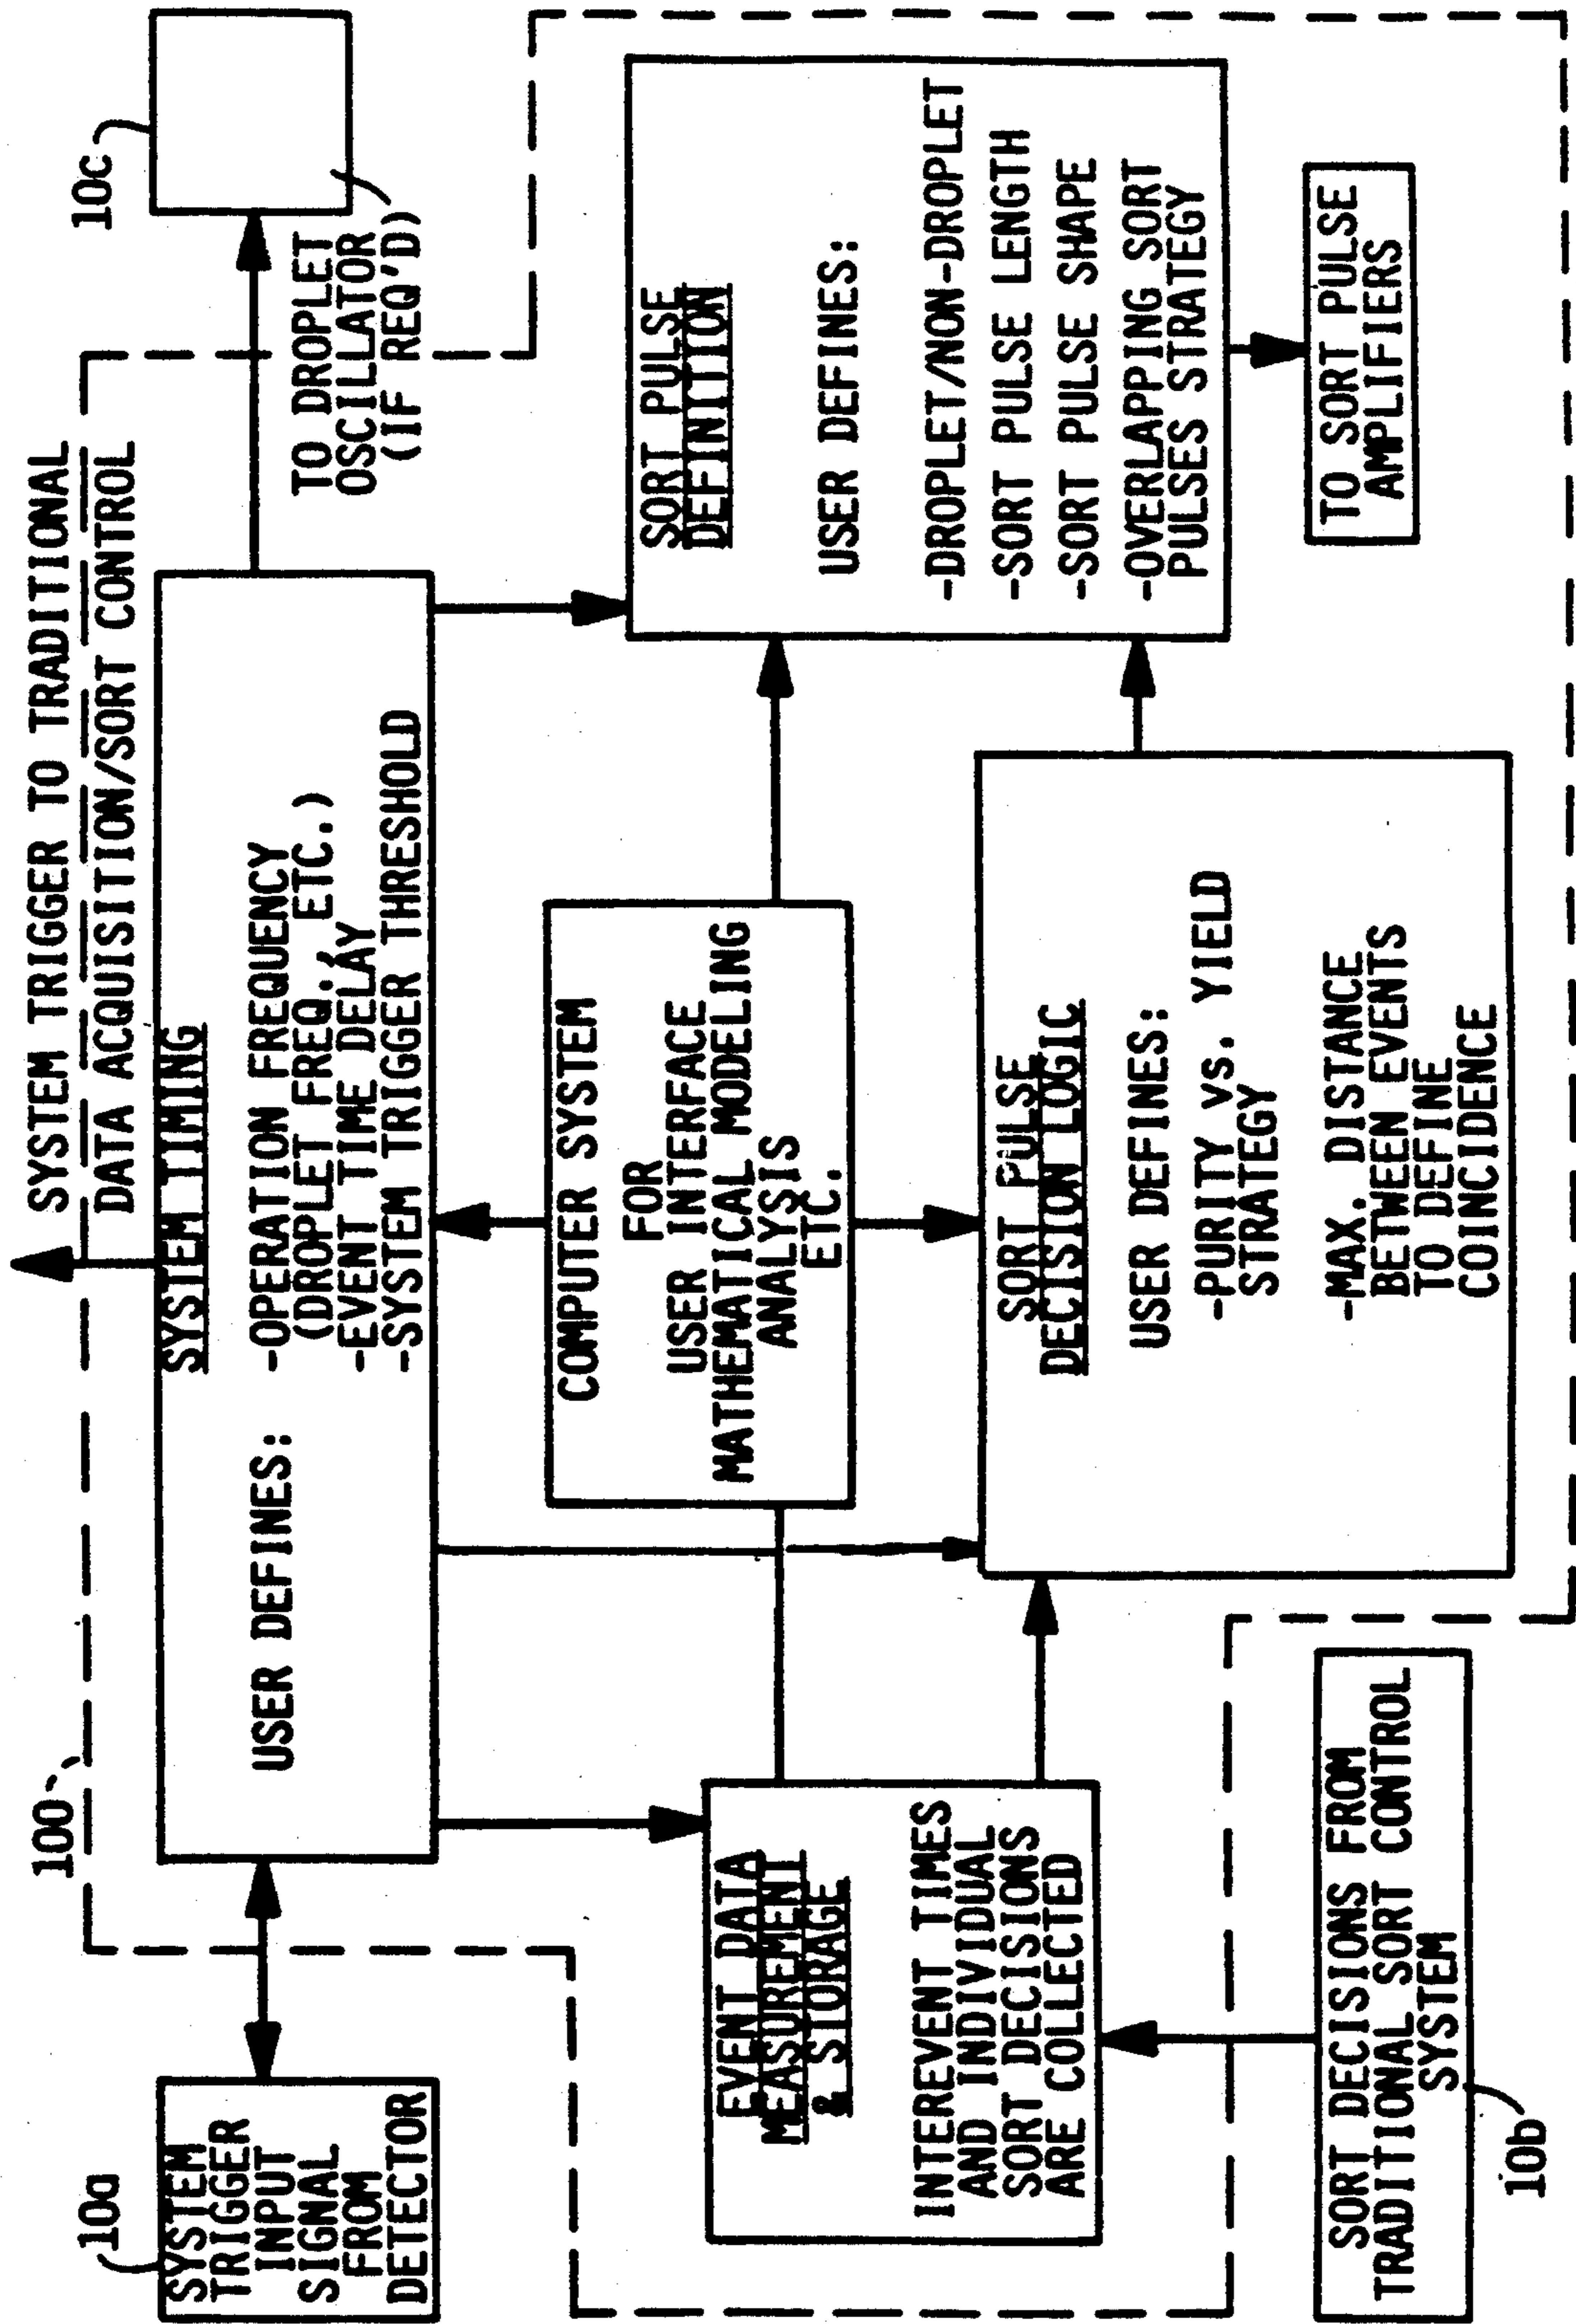 SYSTEM TRIGGER TO TRADITIONAL
DATA ACQUISITION/SORT CONTROL
100
10a
SYSTEM
TRIGGER
INPUT
SIGNAL
FROM
DETECTOR
SYSTEM TIMING
USER DEFINES:
-OPERATION FREQUENCY
(DROPLET FREQ., ETC.)
-EVENT TIME DELAY
-SYSTEM TRIGGER THRESHOLD
10c
TO DROPLET
OSCILLATOR
(IF REQ'D)
COMPUTER SYSTEM
FOR
USER INTERFACE
MATHEMATICAL MODELING
ANALYSIS
ETC.
EVENT DATA
MEASUREMENT
& STORAGE
INTEREVENT TIMES
AND INDIVIDUAL
SORT DECISIONS
ARE COLLECTED
SORT PULSE
DECISION LOGIC
USER DEFINES:
-PURITY vs. YIELD
STRATEGY
-MAX. DISTANCE
BETWEEN EVENTS
TO DEFINE
COINCIDENCE
SORT PULSE
DEFINITION
USER DEFINES:
-DROPLET/NON-DROPLET
-SORT PULSE LENGTH
-SORT PULSE SHAPE
-OVERLAPPING SORT
PULSES STRATEGY
TO SORT PULSE
AMPLIFIERS
SORT DECISIONS FROM
TRADITIONAL SORT CONTROL
SYSTEM
10b